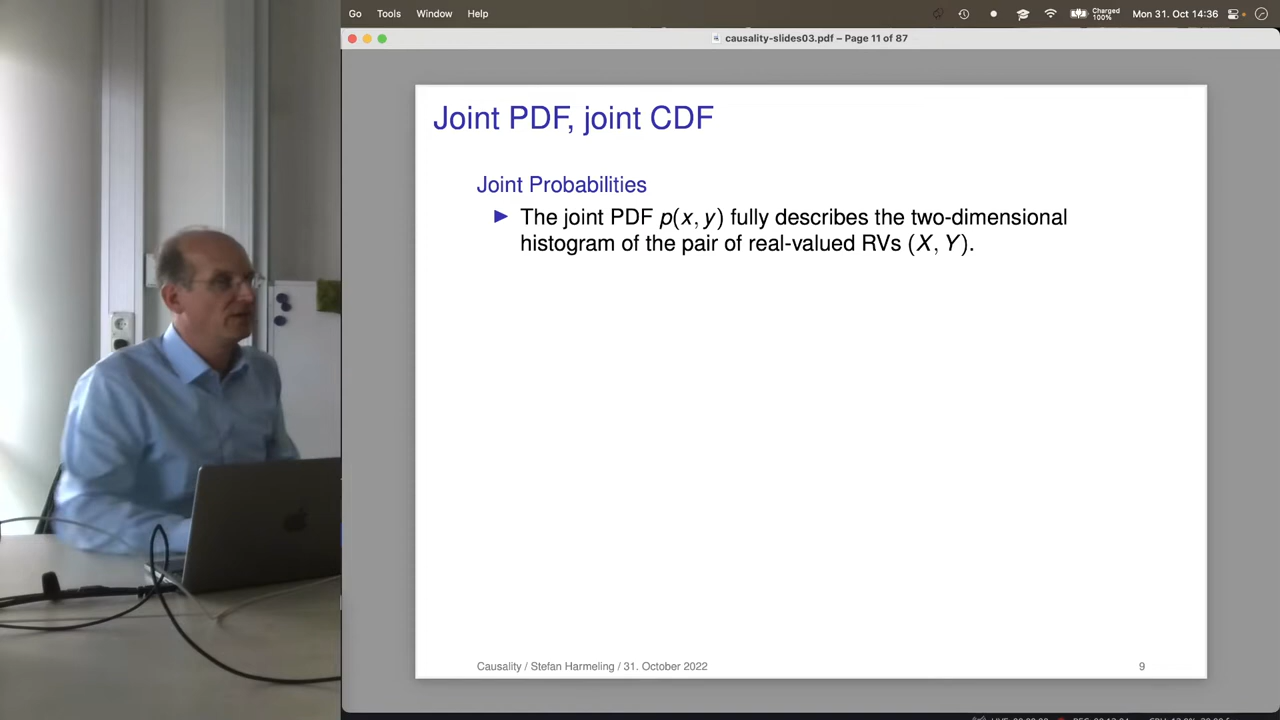 Go Tools Window Help Charged 100% Mon 31. Oct 14:36
causality-slides03.pdf – Page 11 of 87
Joint PDF, joint CDF
Joint Probabilities
▶ The joint PDF p(x, y) fully describes the two-dimensional
histogram of the pair of real-valued RVs (X, Y).
Causality / Stefan Harmeling / 31. October 2022 9